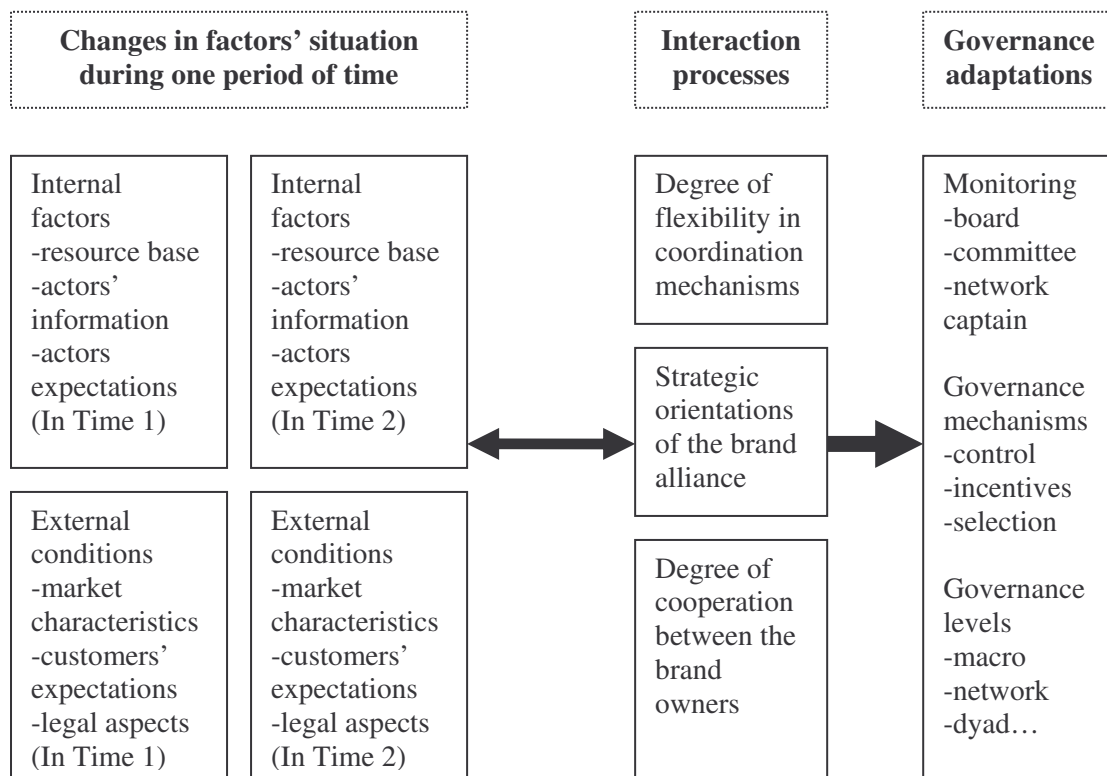 Changes in factors’ situation
during one period of time
Interaction
processes
Governance
adaptations
Internal
factors
-resource base
-actors’
information
-actors
expectations
(In Time 1)
Internal
factors
-resource base
-actors’
information
-actors
expectations
(In Time 2)
External
conditions
-market
characteristics
-customers’
expectations
-legal aspects
(In Time 1)
External
conditions
-market
characteristics
-customers’
expectations
-legal aspects
(In Time 2)
Degree of
flexibility in
coordination
mechanisms
Strategic
orientations
of the brand
alliance
Degree of
cooperation
between the
brand
owners
Monitoring
-board
-committee
-network
captain
Governance
mechanisms
-control
-incentives
-selection
Governance
levels
-macro
-network
-dyad…